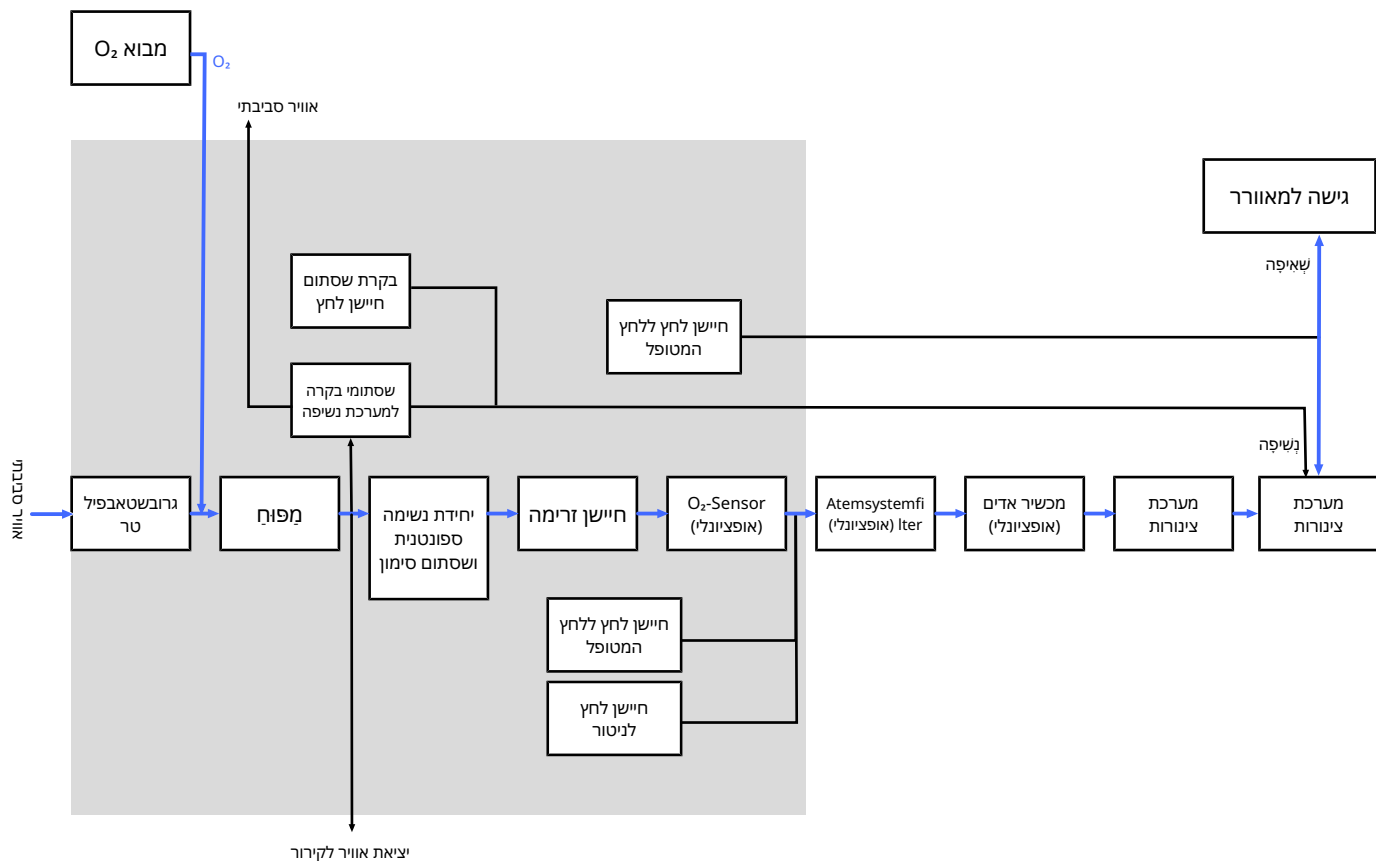 מבוא O₂
O₂
אוויר סביבתי
גישה למאוורר
שְׁאִיפָה
בקרת שסתום
חיישן לחץ
חיישן לחץ ללחץ
המטופל
שסתומי בקרה
למערכת נשיפה
נְשִׁיפָה
אוויר סביבתי
גרובשטאבפיל
טר
מַפּוּחַ
יחידת נשימה
ספונטנית
ושסתום סימון
חיישן זרימה
O₂-Sensor
(אופציונלי)
Atemsystemfi
lter (אופציונלי)
מכשיר אדים
(אופציונלי)
מערכת
צינורות
מערכת
צינורות
חיישן לחץ ללחץ
המטופל
חיישן לחץ
לניטור
יציאת אוויר לקירור